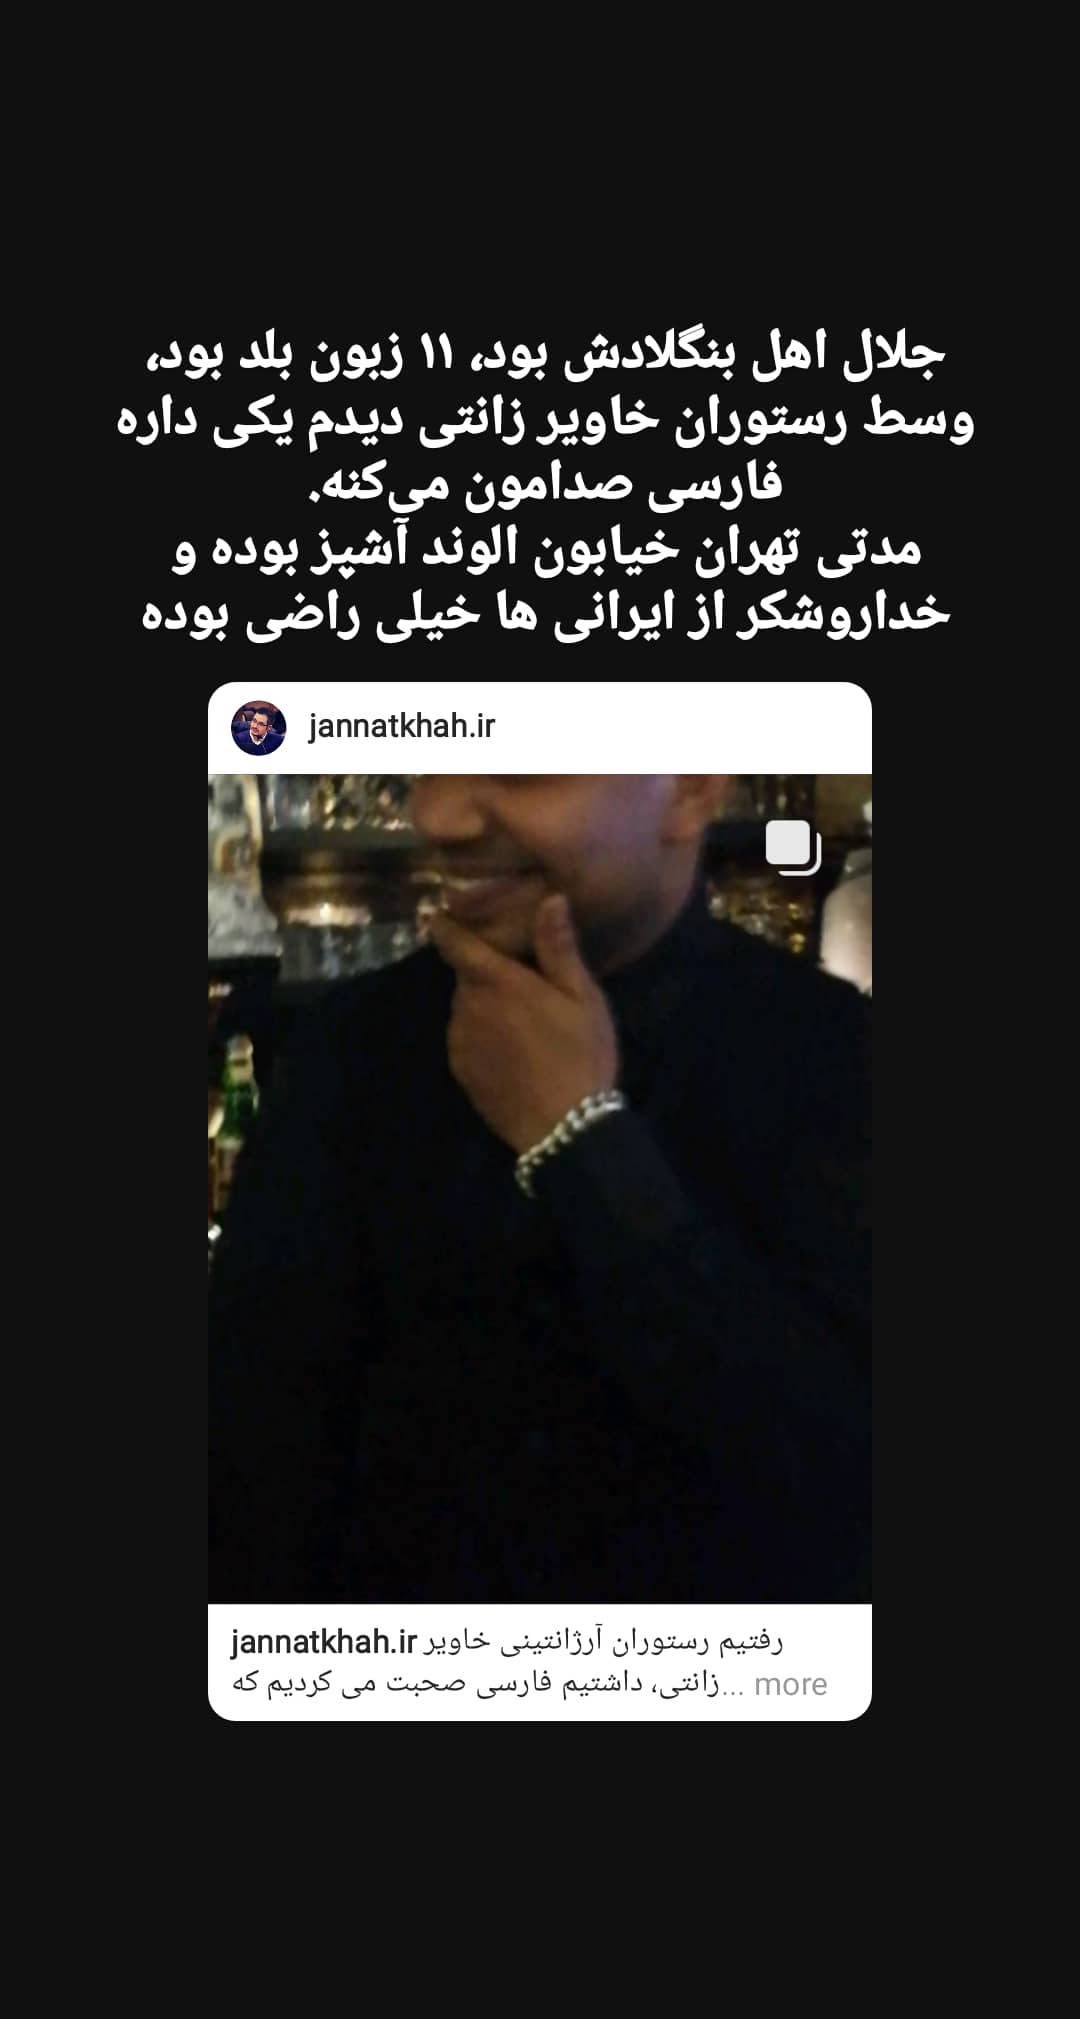 جلال اهل بنگلادش بود، ۱۱ زبون بلد بود،
وسط رستوران خاویر زانتی دیدم یکی داره
فارسی صدامون می‌کنه.
مدتی تهران خیابون الوند آشپز بوده و
خداروشکر از ایرانی ها خیلی راضی بوده
jannatkhah.ir
jannatkhah.ir رفتیم رستوران آرژانتینی خاویر
زانتی، داشتیم فارسی صحبت می کردیم که... more